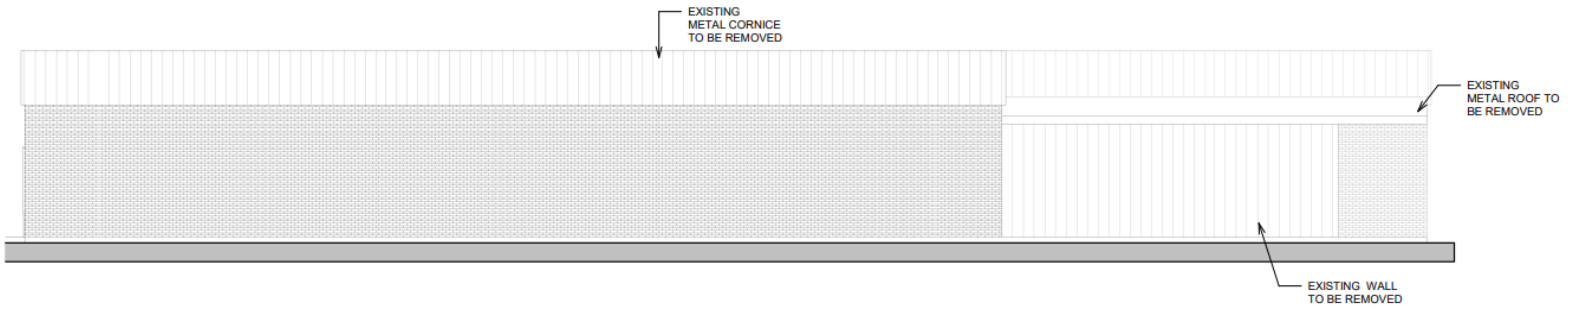 EXISTING
METAL CORNICE
TO BE REMOVED
EXISTING
METAL ROOF TO
BE REMOVED
EXISTING WALL
TO BE REMOVED